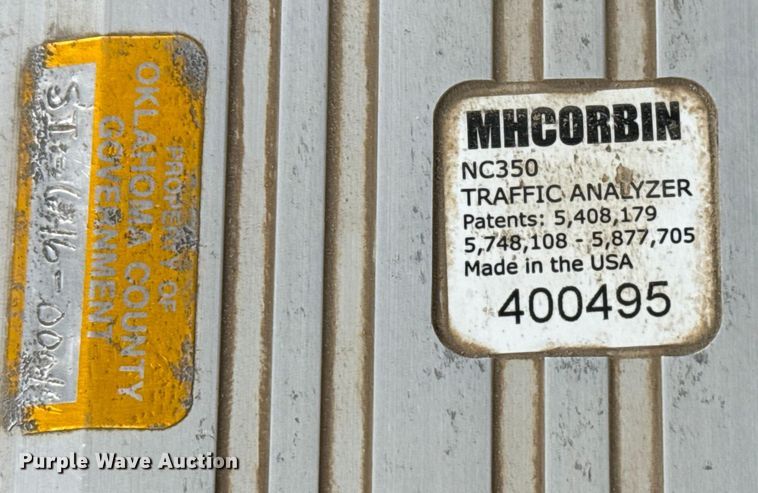 PROPERTY OF
OKLAHOMA COUNTY
GOVERNMENT
MHCORBIN
NC350
TRAFFIC ANALYZER
Patents: 5,408,179
5,748,108 - 5,877,705
Made in the USA
400495
Purple Wave Auction